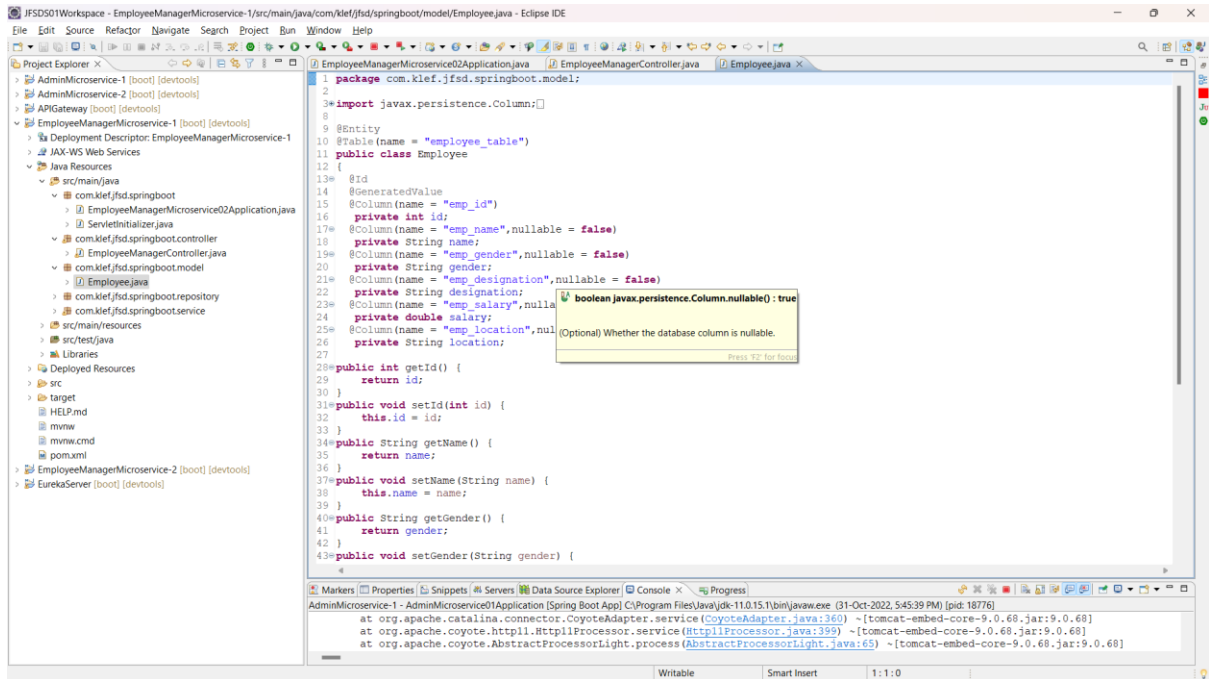 JFSDS01Workspace - EmployeeManagerMicroservice-1/src/main/java/com/klef/jfsd/springboot/model/Employee.java - Eclipse IDE
File Edit Source Refactor Navigate Search Project Run Window Help
Project Explorer
AdminMicroservice-1 [boot] [devtools]
AdminMicroservice-2 [boot] [devtools]
APIGateway [boot] [devtools]
EmployeeManagerMicroservice-1 [boot] [devtools]
Deployment Descriptor: EmployeeManagerMicroservice-1
JAX-WS Web Services
Java Resources
src/main/java
com.klef.jfsd.springboot
EmployeeManagerMicroservice02Application.java
ServletInitializer.java
com.klef.jfsd.springboot.controller
EmployeeManagerController.java
com.klef.jfsd.springboot.model
Employee.java
com.klef.jfsd.springboot.repository
com.klef.jfsd.springboot.service
src/main/resources
src/test/java
Libraries
Deployed Resources
src
target
HELP.md
mvnw
mvnw.cmd
pom.xml
EmployeeManagerMicroservice-2 [boot] [devtools]
EurekaServer [boot] [devtools]
EmployeeManagerMicroservice02Application.java EmployeeManagerController.java Employee.java
1 package com.klef.jfsd.springboot.model;
2
3 import javax.persistence.Column;
8
9 @Entity
10 @Table(name = "employee_table")
11 public class Employee
12 {
13 @Id
14 @GeneratedValue
15 @Column(name = "emp_id")
16 private int id;
17 @Column(name = "emp_name",nullable = false)
18 private String name;
19 @Column(name = "emp_gender",nullable = false)
20 private String gender;
21 @Column(name = "emp_designation",nullable = false)
22 private String designation;
23 @Column(name = "emp_salary",nulla
24 private double salary;
25 @Column(name = "emp_location",nul
26 private String location;
27
28 public int getId() {
29 return id;
30 }
31 public void setId(int id) {
32 this.id = id;
33 }
34 public String getName() {
35 return name;
36 }
37 public void setName(String name) {
38 this.name = name;
39 }
40 public String getGender() {
41 return gender;
42 }
43 public void setGender(String gender) {
boolean javax.persistence.Column.nullable() : true
(Optional) Whether the database column is nullable.
Press 'F2' for focus
Markers Properties Snippets Servers Data Source Explorer Console Progress
AdminMicroservice-1 - AdminMicroservice01Application [Spring Boot App] C:\Program Files\Java\jdk-11.0.15.1\bin\javaw.exe (31-Oct-2022, 5:45:39 PM) [pid: 18776]
at org.apache.catalina.connector.CoyoteAdapter.service(CoyoteAdapter.java:360) ~[tomcat-embed-core-9.0.68.jar:9.0.68]
at org.apache.coyote.http11.Http11Processor.service(Http11Processor.java:399) ~[tomcat-embed-core-9.0.68.jar:9.0.68]
at org.apache.coyote.AbstractProcessorLight.process(AbstractProcessorLight.java:65) ~[tomcat-embed-core-9.0.68.jar:9.0.68]
Writable Smart Insert 1 : 1 : 0